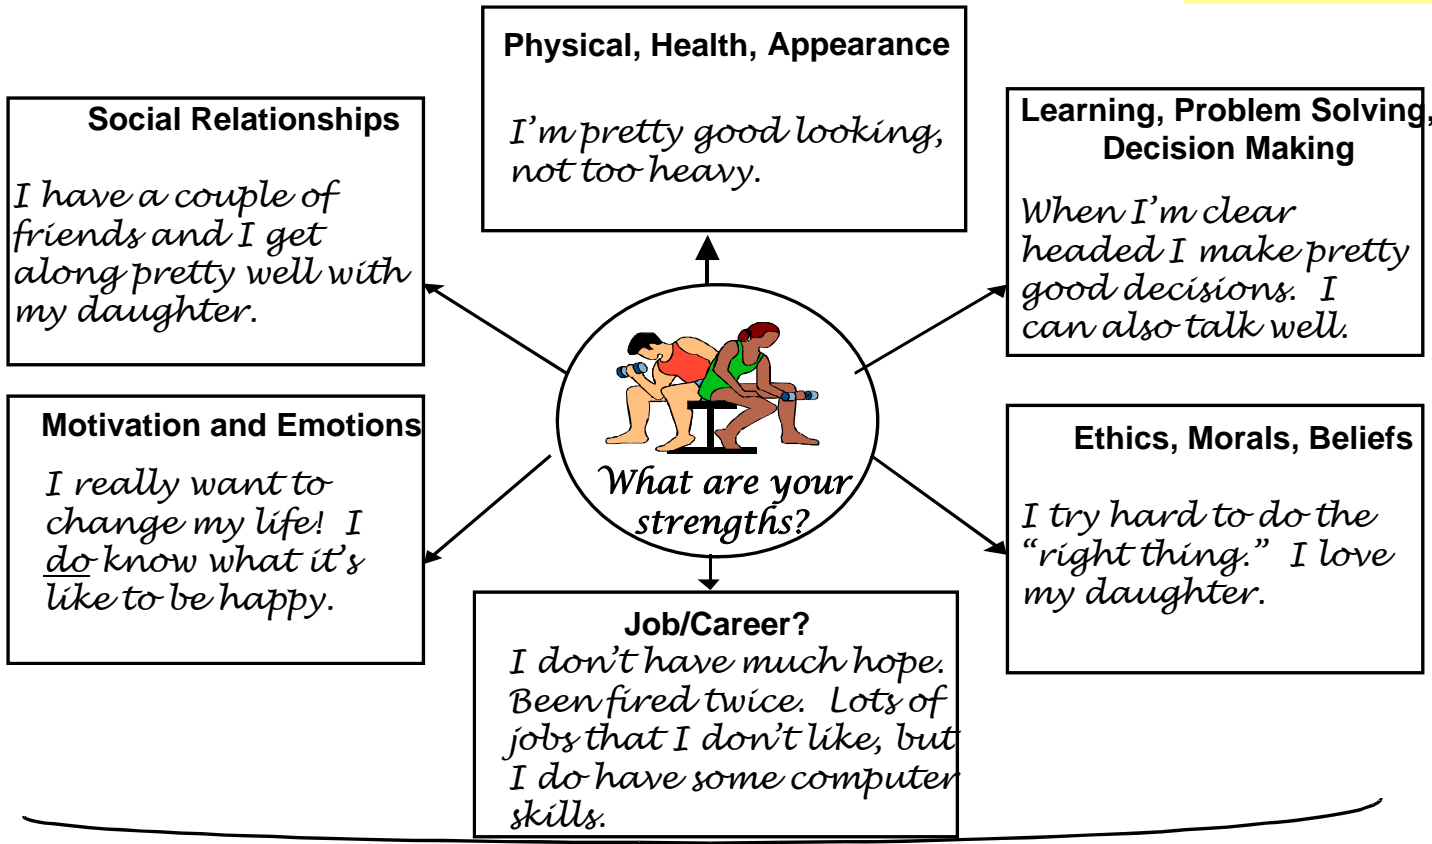 Physical, Health, Appearance
I'm pretty good looking,
not too heavy.
Social Relationships
I have a couple of
friends and I get
along pretty well with
my daughter.
Learning, Problem Solving,
Decision Making
When I'm clear
headed I make pretty
good decisions. I
can also talk well.
What are your
strengths?
Motivation and Emotions
I really want to
change my life! I
do know what it's
like to be happy.
Ethics, Morals, Beliefs
I try hard to do the
“right thing.” I love
my daughter.
Job/Career?
I don't have much hope.
Been fired twice. Lots of
jobs that I don't like, but
I do have some computer
skills.